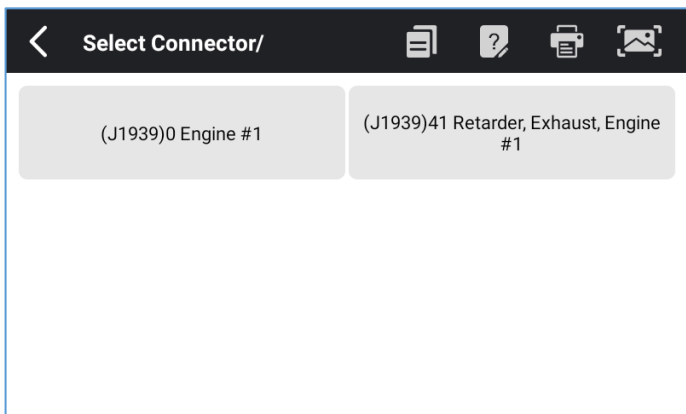 Select Connector/
?
(J1939)0 Engine #1
(J1939)41 Retarder, Exhaust, Engine
#1